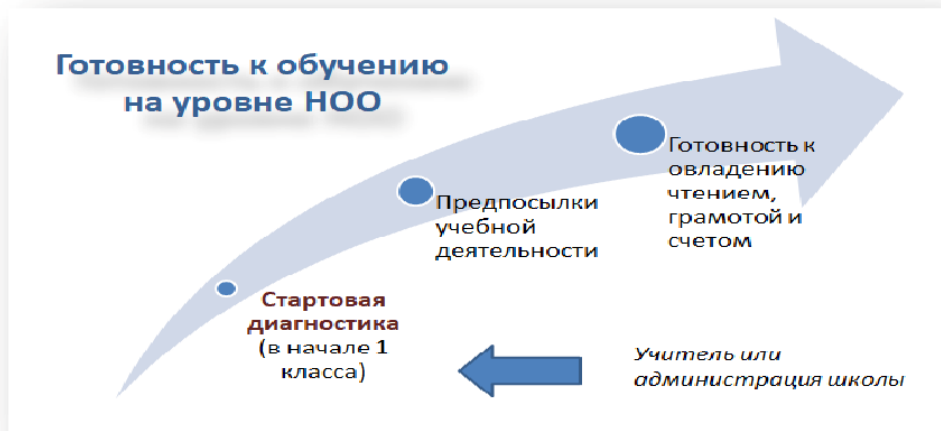 Готовность к обучению
на уровне НОО
Готовность к
овладению
чтением,
грамотой и
счетом
Предпосылки
учебной
деятельности
Стартовая
диагностика
(в начале 1
класса)
Учитель или
администрация школы